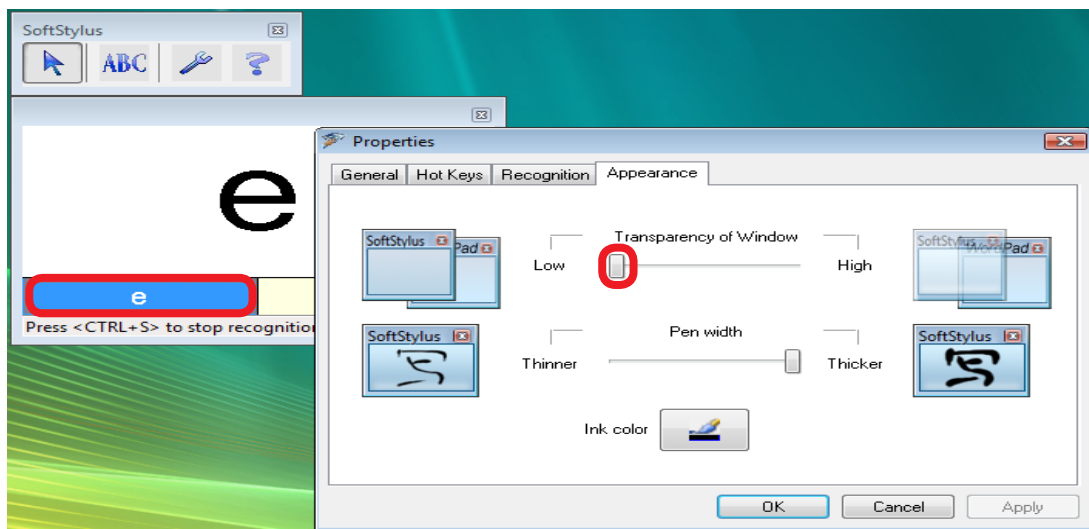 SoftStylus
ABC
e
e
Press <CTRL+S> to stop recognitio
Properties
General Hot Keys Recognition Appearance
SoftStylus Pad
Transparency of Window
Low High
SoftStylus WordPad
SoftStylus
Pen width
Thinner Thicker
SoftStylus
Ink color
OK Cancel Apply